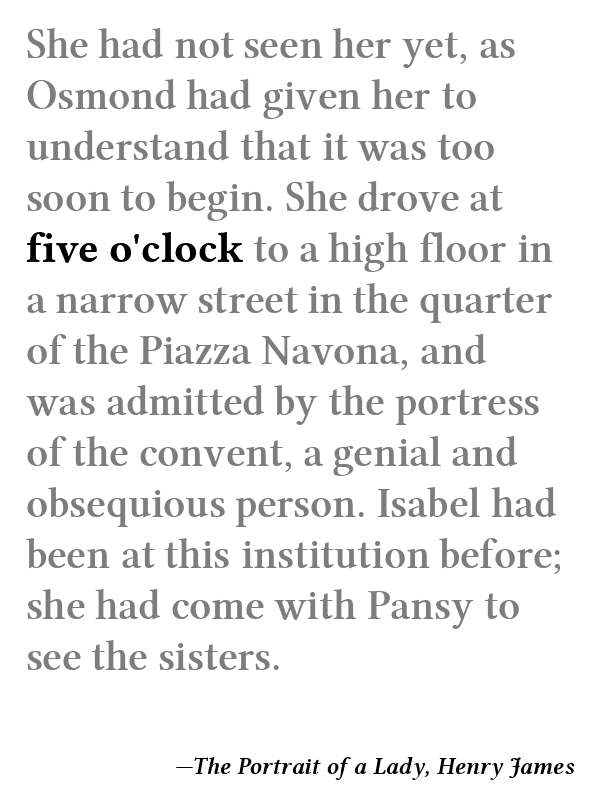 She had not seen her yet, as
Osmond had given her to
understand that it was too
soon to begin. She drove at
five o'clock to a high floor in
a narrow street in the quarter
of the Piazza Navona, and
was admitted by the portress
of the convent, a genial and
obsequious person. Isabel had
been at this institution before;
she had come with Pansy to
see the sisters.
—The Portrait of a Lady, Henry James